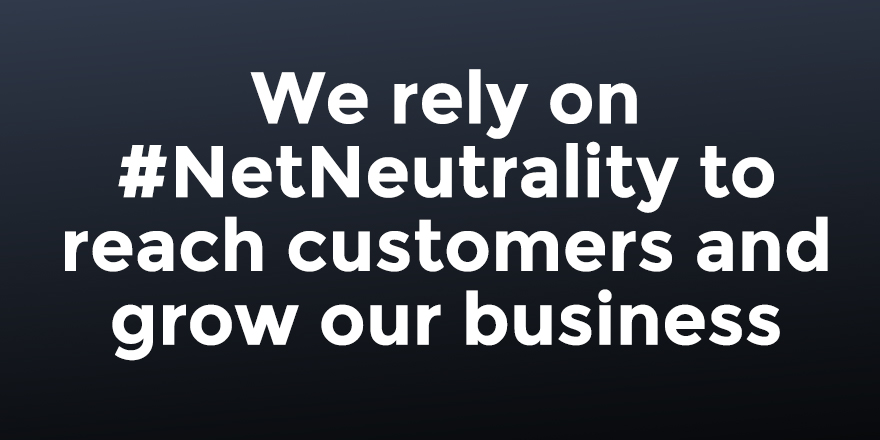 We rely on
#NetNeutrality to
reach customers and
grow our business